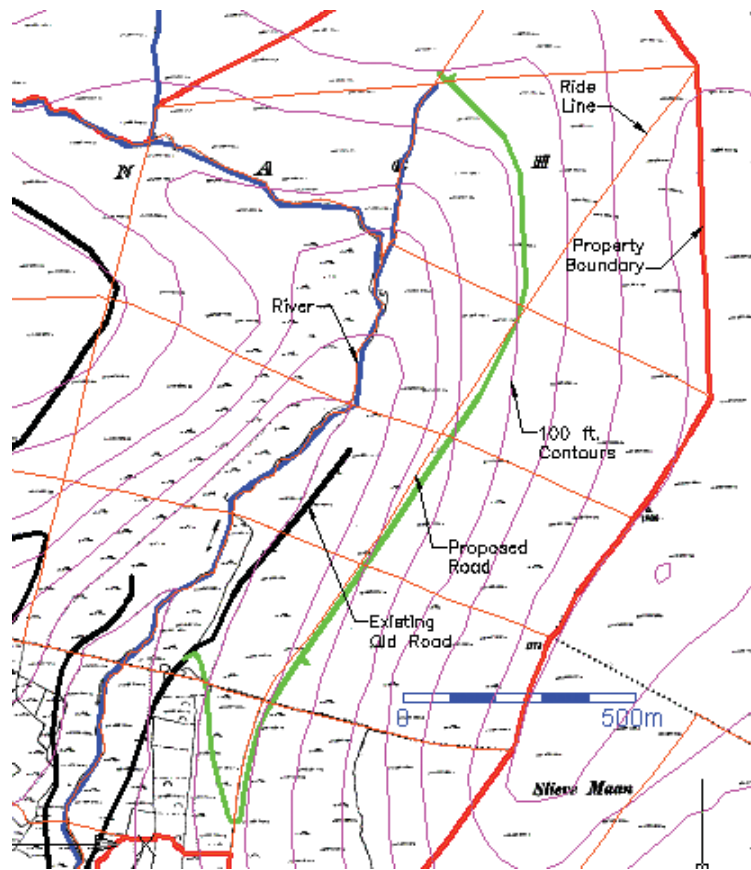 Ride
Line
N A G H
Property
Boundary
River
100 ft.
Contours
Proposed
Road
Existing
Old Road
0 500m
Slieve Maan